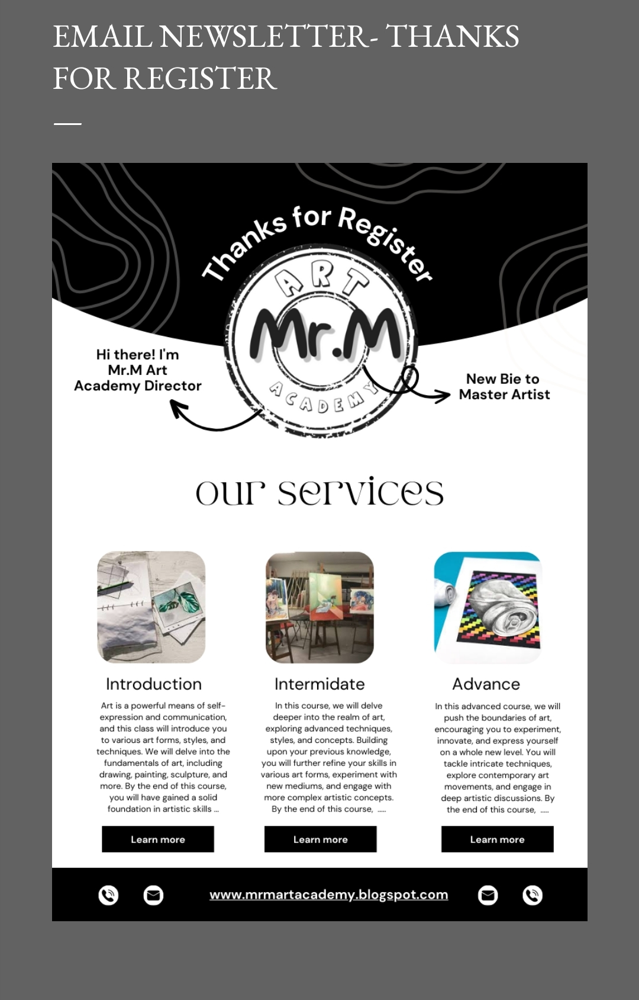 EMAIL NEWSLETTER- THANKS
FOR REGISTER
Thanks for Register
ART
Mr.M
ACADEMY
Hi there! I'm
Mr.M Art
Academy Director
New Bie to
Master Artist
our services
Introduction
Art is a powerful means of self-
expression and communication,
and this class will introduce you
to various art forms, styles, and
techniques. We will delve into the
fundamentals of art, including
drawing, painting, sculpture, and
more. By the end of this course,
you will have gained a solid
foundation in artistic skills ...
Learn more
Intermidate
In this course, we will delve
deeper into the realm of art,
exploring advanced techniques,
styles, and concepts. Building
upon your previous knowledge,
you will further refine your skills in
various art forms, experiment with
new mediums, and engage with
more complex artistic concepts.
By the end of this course,  .....
Learn more
Advance
In this advanced course, we will
push the boundaries of art,
encouraging you to experiment,
innovate, and express yourself
on a whole new level. You will
tackle intricate techniques,
explore contemporary art
movements, and engage in
deep artistic discussions. By
the end of this course,  .....
Learn more
www.mrmartacademy.blogspot.com